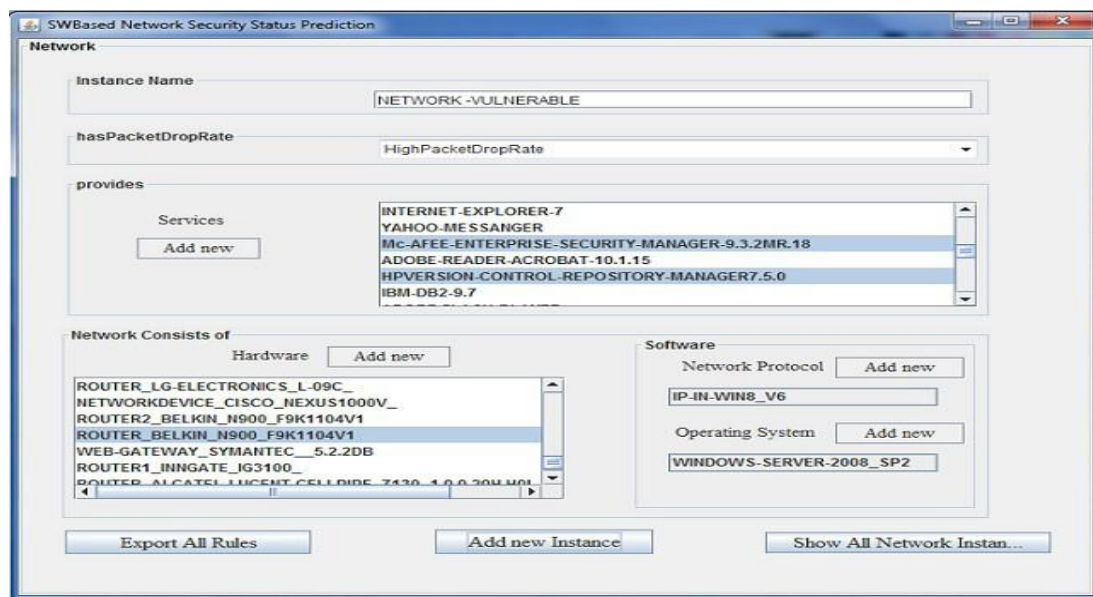 SWBased Network Security Status Prediction
Network
Instance Name
NETWORK -VULNERABLE
hasPacketDropRate
HighPacketDropRate
provides
Services
Add new
INTERNET-EXPLORER-7
YAHOO-MESSANGER
Mc-AFEE-ENTERPRISE-SECURITY-MANAGER-9.3.2MR.18
ADOBE-READER-ACROBAT-10.1.15
HPVERSION-CONTROL-REPOSITORY-MANAGER7.5.0
IBM-DB2-9.7
Network Consists of
Hardware
Add new
ROUTER_LG-ELECTRONICS_L-09C_
NETWORKDEVICE_CISCO_NEXUS1000V_
ROUTER2_BELKIN_N900_F9K1104V1
ROUTER_BELKIN_N900_F9K1104V1
WEB-GATEWAY_SYMANTEC__5.2.2DB
ROUTER1_INNGATE_IG3100_
Software
Network Protocol
Add new
IP-IN-WIN8_V6
Operating System
Add new
WINDOWS-SERVER-2008_SP2
Export All Rules
Add new Instance
Show All Network Instan...